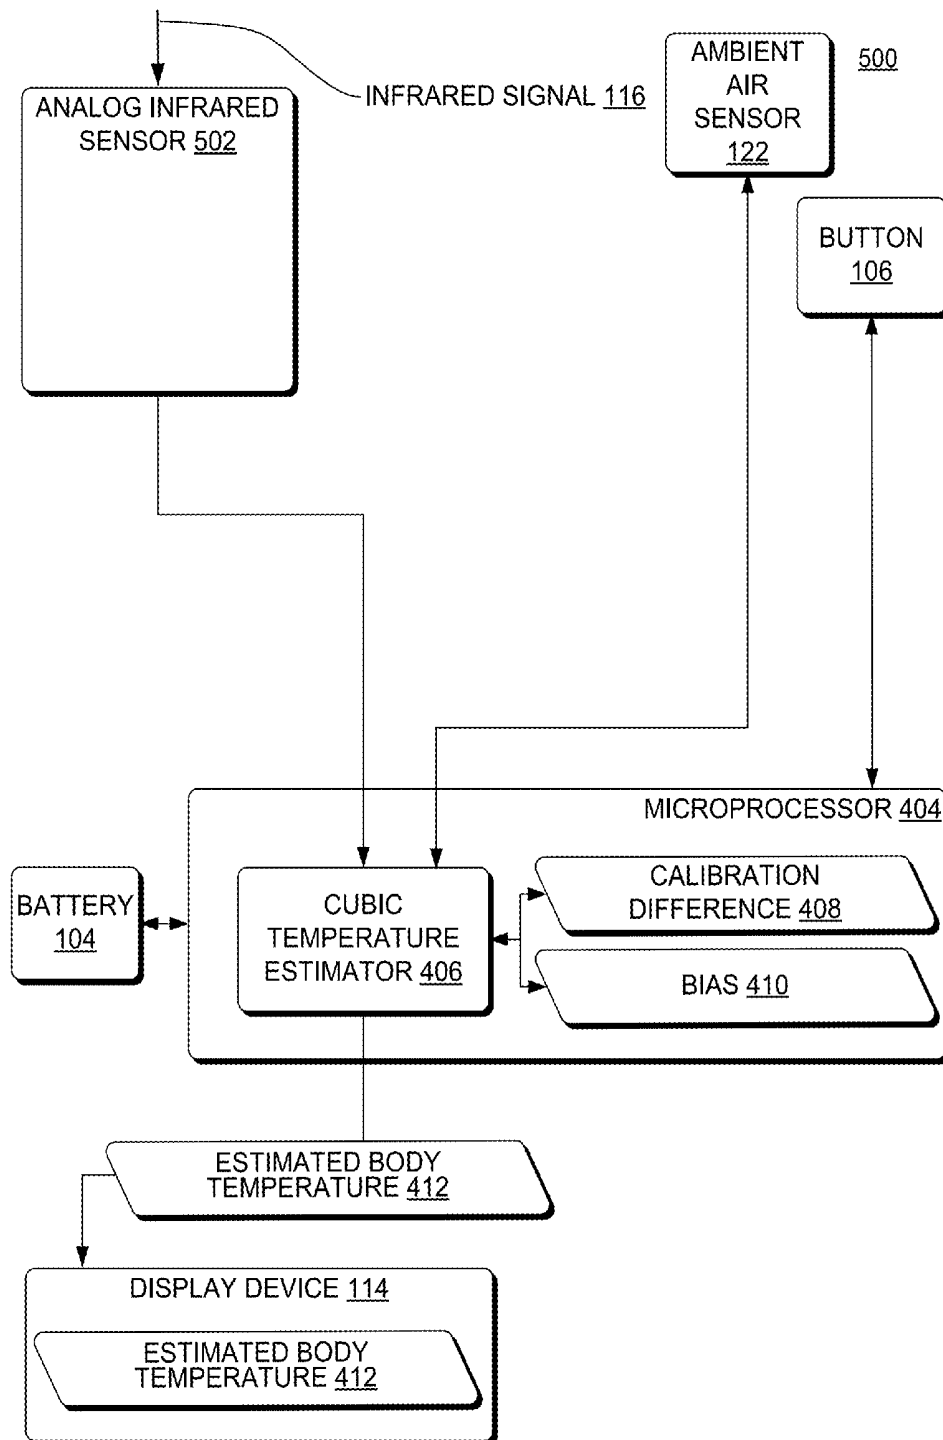 AMBIENT
AIR
SENSOR
122
500
INFRARED SIGNAL 116
ANALOG INFRARED
SENSOR 502
BUTTON
106
MICROPROCESSOR 404
BATTERY
104
CUBIC
TEMPERATURE
ESTIMATOR 406
CALIBRATION
DIFFERENCE 408
BIAS 410
ESTIMATED BODY
TEMPERATURE 412
DISPLAY DEVICE 114
ESTIMATED BODY
TEMPERATURE 412